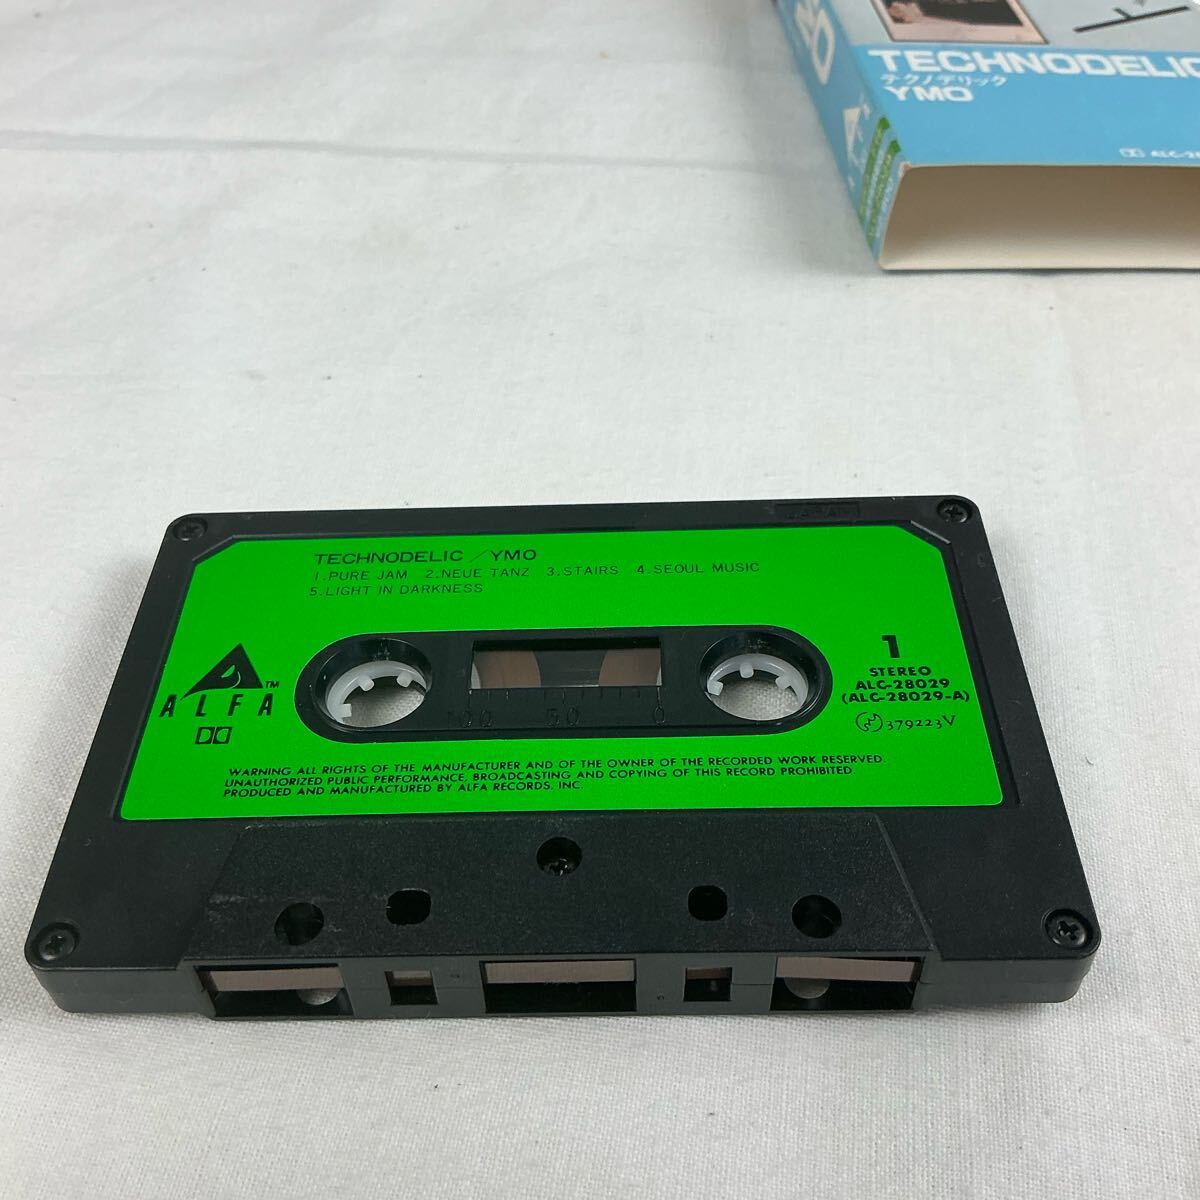 TECHNODELIC
テクノデリック
YMO
JAPAN
TECHNODELIC / YMO
1.PURE JAM 2.NEUE TANZ 3.STAIRS 4.SEOUL MUSIC
5.LIGHT IN DARKNESS
ALFA™
1
STEREO
ALC-28029
(ALC-28029-A)
379223V
100 50 0
WARNING ALL RIGHTS OF THE MANUFACTURER AND OF THE OWNER OF THE RECORDED WORK RESERVED.
UNAUTHORIZED PUBLIC PERFORMANCE, BROADCASTING AND COPYING OF THIS RECORD PROHIBITED.
PRODUCED AND MANUFACTURED BY ALFA RECORDS, INC.